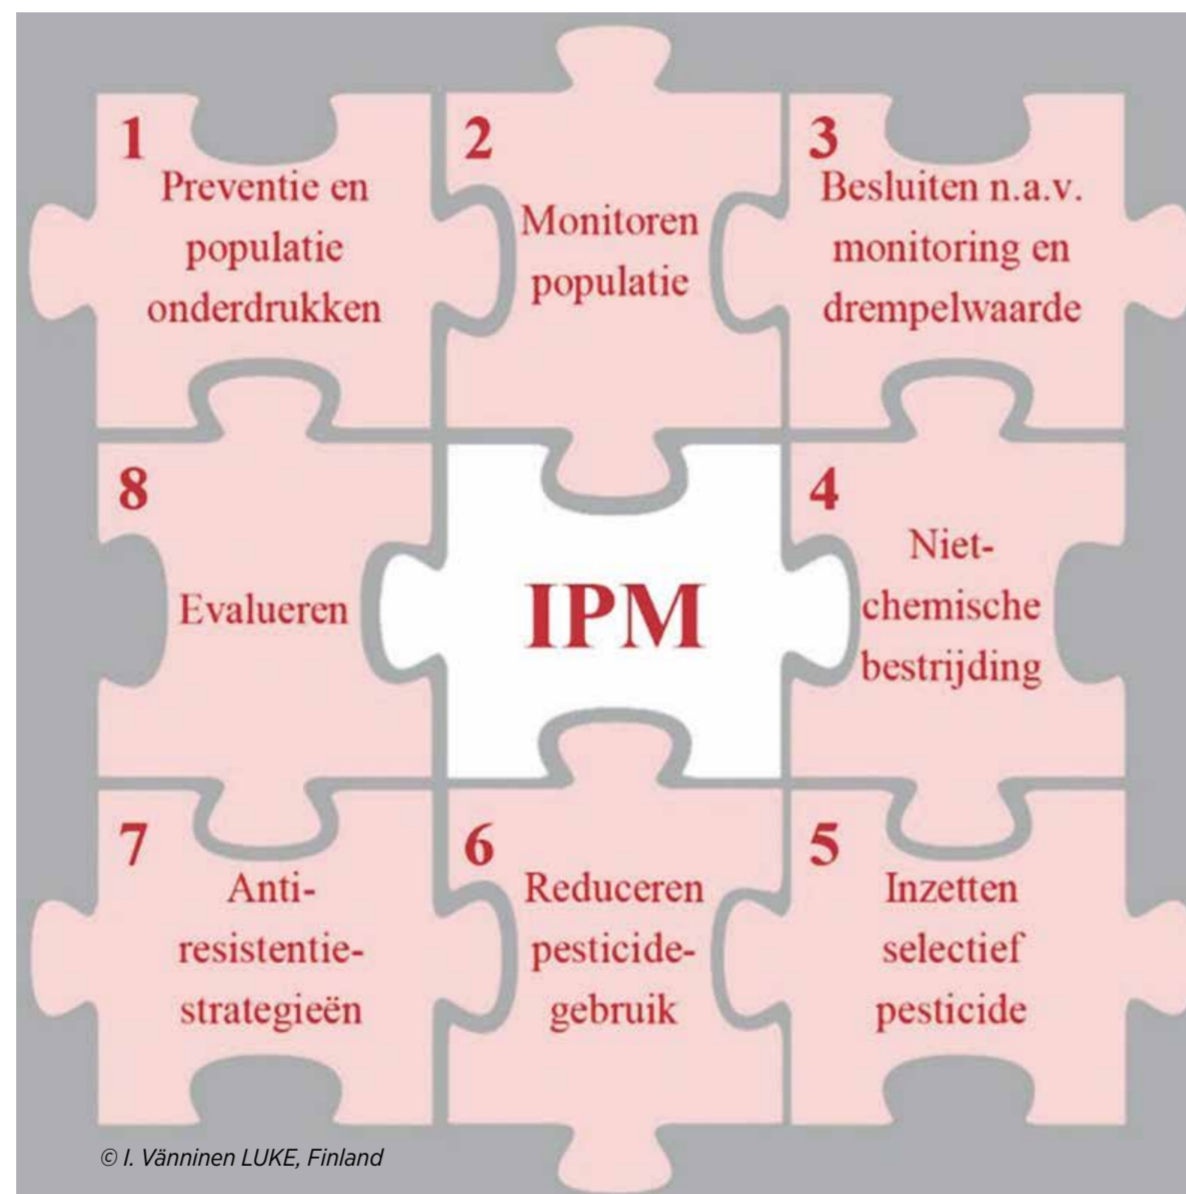 1
Preventie en
populatie
onderdrukken
2
Monitoren
populatie
3
Besluiten n.a.v.
monitoring en
drempelwaarde
8
Evalueren
IPM
4
Niet-
chemische
bestrijding
7
Anti-
resistentie-
strategieën
6
Reduceren
pesticide-
gebruik
5
Inzetten
selectief
pesticide
© I. Vänninen LUKE, Finland